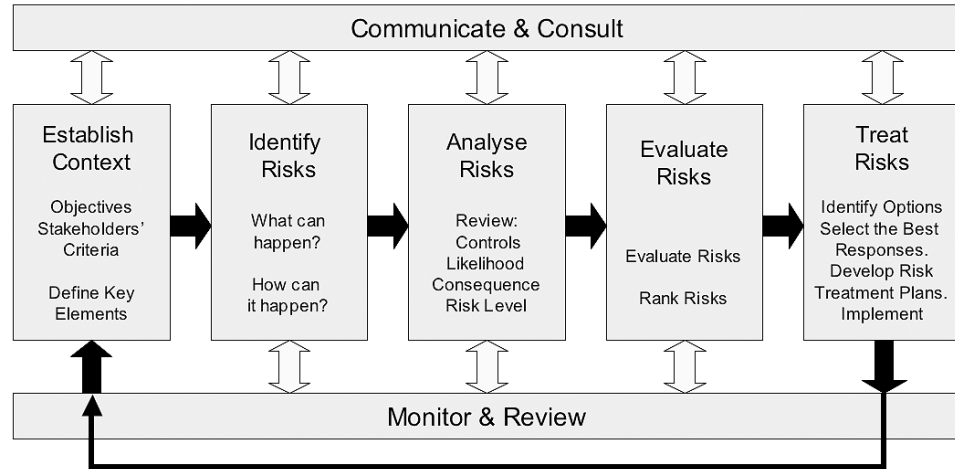 Communicate & Consult
Establish
Context
Objectives
Stakeholders’
Criteria
Define Key
Elements
Identify
Risks
What can
happen?
How can
it happen?
Analyse
Risks
Review:
Controls
Likelihood
Consequence
Risk Level
Evaluate
Risks
Evaluate Risks
Rank Risks
Treat
Risks
Identify Options
Select the Best
Responses.
Develop Risk
Treatment Plans.
Implement
Monitor & Review